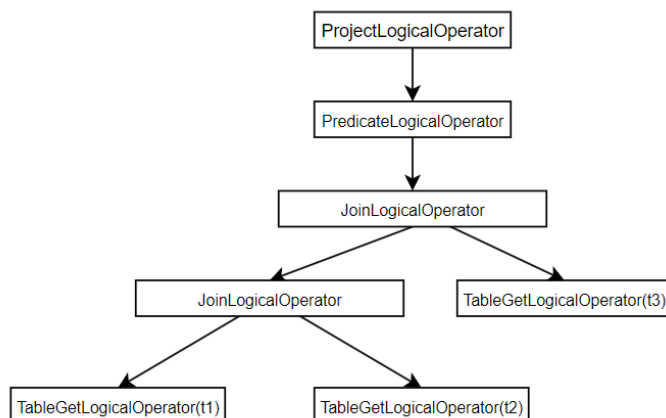 ProjectLogicalOperator
PredicateLogicalOperator
JoinLogicalOperator
JoinLogicalOperator
TableGetLogicalOperator(t3)
TableGetLogicalOperator(t1)
TableGetLogicalOperator(t2)